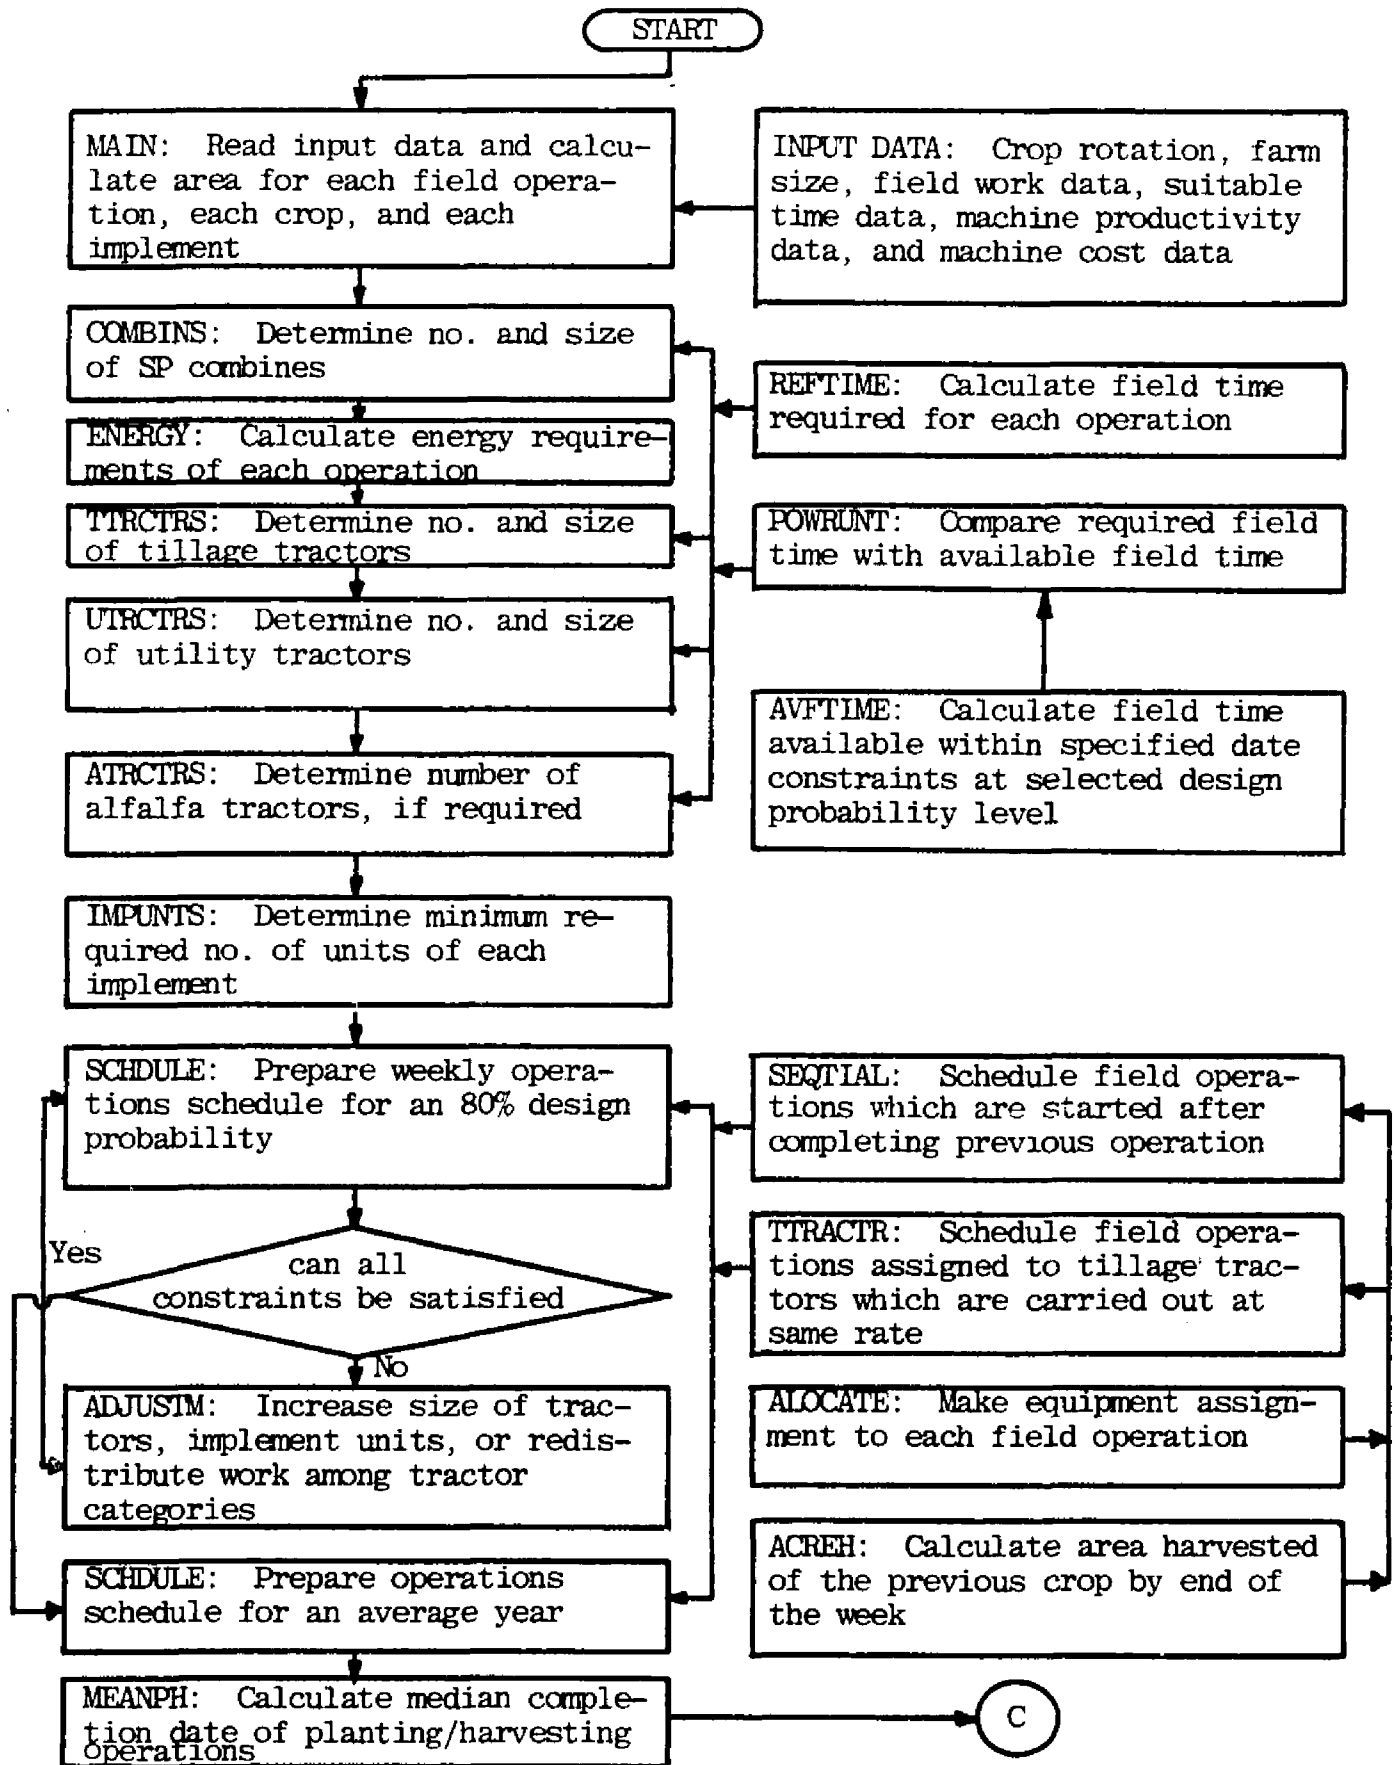 START
MAIN: Read input data and calcu-
late area for each field opera-
tion, each crop, and each
implement
INPUT DATA: Crop rotation, farm
size, field work data, suitable
time data, machine productivity
data, and machine cost data
COMBINS: Determine no. and size
of SP combines
REFTIME: Calculate field time
required for each operation
ENERGY: Calculate energy require-
ments of each operation
TTRCTRS: Determine no. and size
of tillage tractors
POWRUNT: Compare required field
time with available field time
UTRCTRS: Determine no. and size
of utility tractors
AVFTIME: Calculate field time
available within specified date
constraints at selected design
probability level
ATRCTRS: Determine number of
alfalfa tractors, if required
IMPUNTS: Determine minimum re-
quired no. of units of each
implement
SCHDULE: Prepare weekly opera-
tions schedule for an 80% design
probability
SEQTIAL: Schedule field opera-
tions which are started after
completing previous operation
Yes
can all
constraints be satisfied
No
TTRACTR: Schedule field opera-
tions assigned to tillage trac-
tors which are carried out at
same rate
ADJUSTM: Increase size of trac-
tors, implement units, or redis-
tribute work among tractor
categories
ALOCATE: Make equipment assign-
ment to each field operation
SCHDULE: Prepare operations
schedule for an average year
ACREH: Calculate area harvested
of the previous crop by end of
the week
MEANPH: Calculate median comple-
tion date of planting/harvesting
operations
C